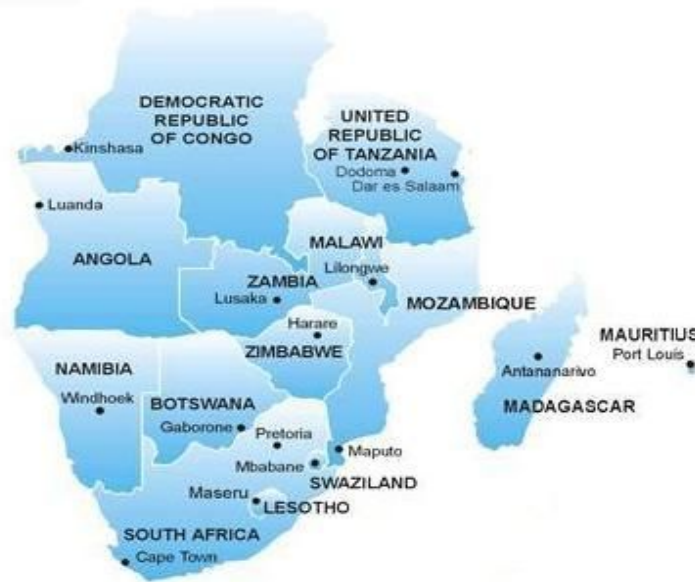 DEMOCRATIC
REPUBLIC
OF CONGO
Kinshasa
UNITED
REPUBLIC
OF TANZANIA
Dodoma
Dar es Salaam
Luanda
ANGOLA
MALAWI
Lilongwe
ZAMBIA
Lusaka
MOZAMBIQUE
Harare
ZIMBABWE
MAURITIUS
Port Louis
NAMIBIA
Windhoek
BOTSWANA
Gaborone
Antananarivo
MADAGASCAR
Pretoria
Maputo
Mbabane
SWAZILAND
Maseru
LESOTHO
SOUTH AFRICA
Cape Town